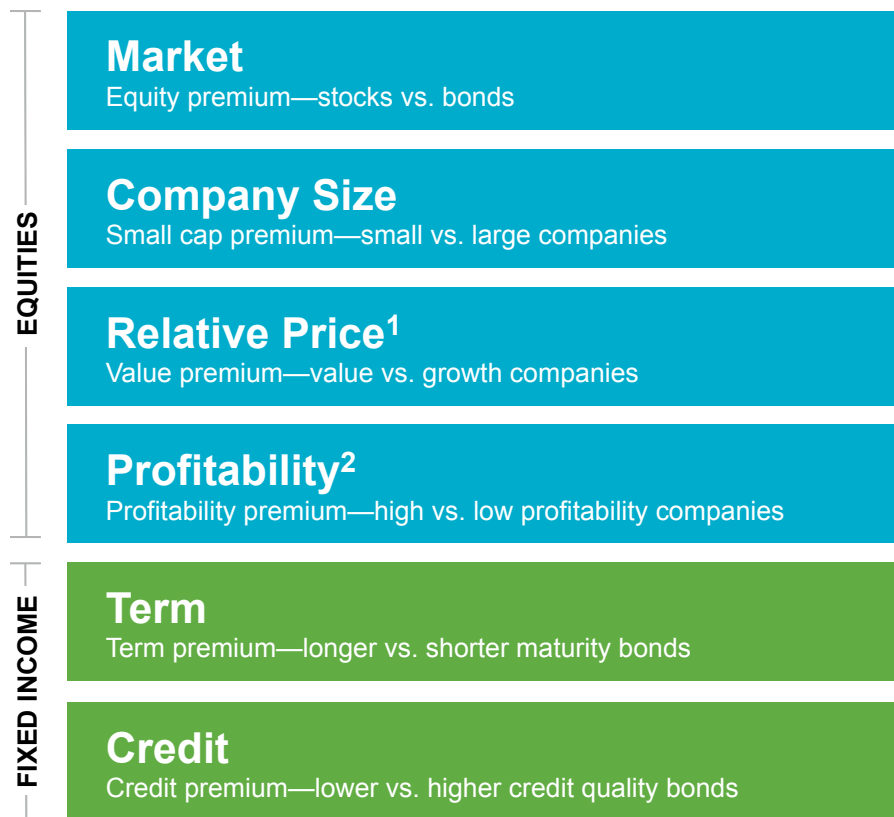 EQUITIES
Market
Equity premium—stocks vs. bonds
Company Size
Small cap premium—small vs. large companies
Relative Price¹
Value premium—value vs. growth companies
Profitability²
Profitability premium—high vs. low profitability companies
FIXED INCOME
Term
Term premium—longer vs. shorter maturity bonds
Credit
Credit premium—lower vs. higher credit quality bonds